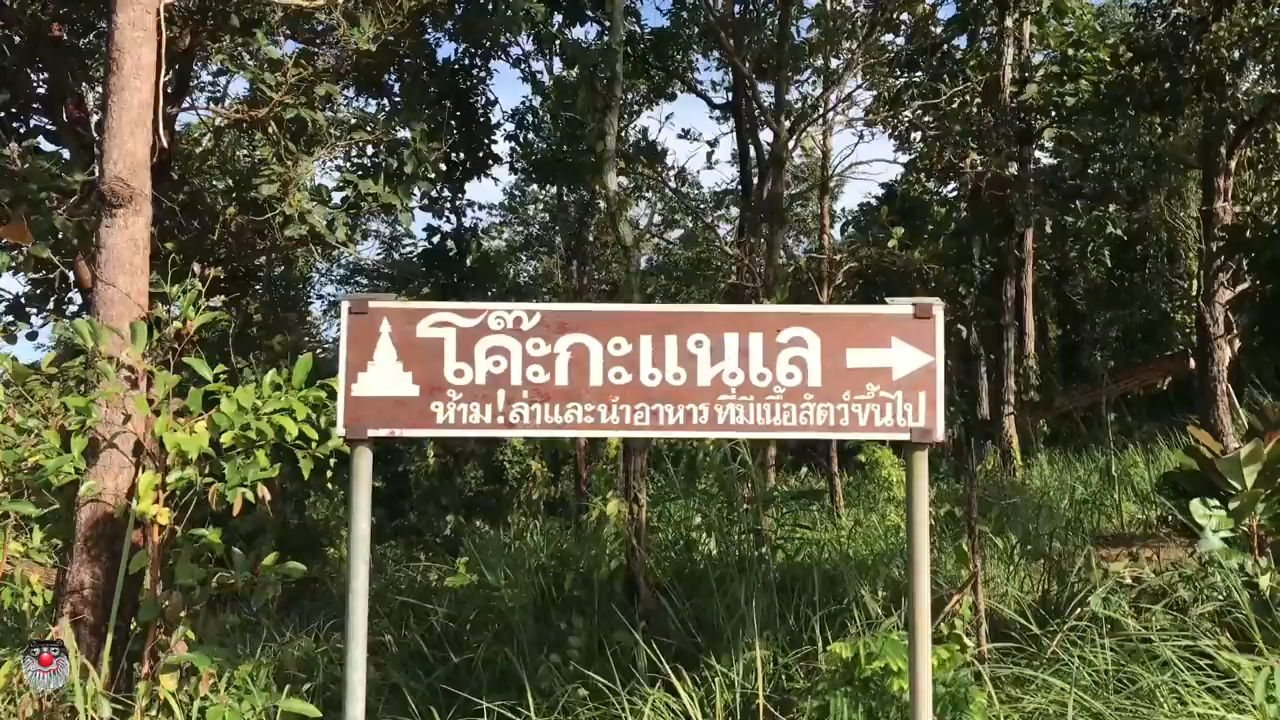 โค๊ะกะแนเล
ห้าม!ล่าและนำอาหาร ที่มีเนื้อสัตว์ขึ้นไป